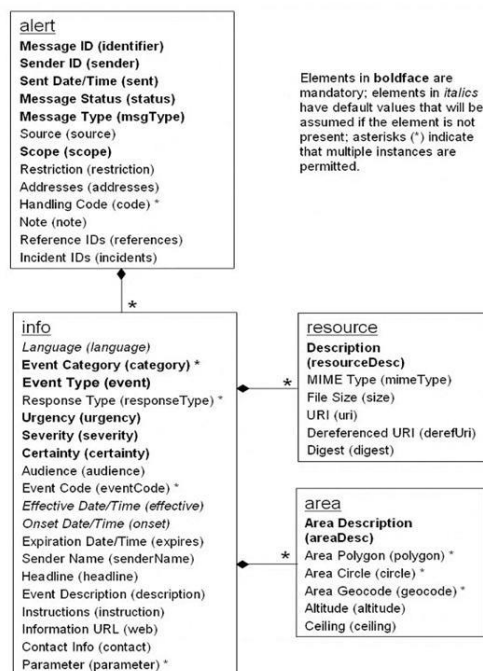 alert
Message ID (identifier)
Sender ID (sender)
Sent Date/Time (sent)
Message Status (status)
Message Type (msgType)
Source (source)
Scope (scope)
Restriction (restriction)
Addresses (addresses)
Handling Code (code) *
Note (note)
Reference IDs (references)
Incident IDs (incidents)
Elements in boldface are
mandatory; elements in italics
have default values that will be
assumed if the element is not
present; asterisks (*) indicate
that multiple instances are
permitted.
*
info
Language (language)
Event Category (category) *
Event Type (event)
Response Type (responseType) *
Urgency (urgency)
Severity (severity)
Certainty (certainty)
Audience (audience)
Event Code (eventCode) *
Effective Date/Time (effective)
Onset Date/Time (onset)
Expiration Date/Time (expires)
Sender Name (senderName)
Headline (headline)
Event Description (description)
Instructions (instruction)
Information URL (web)
Contact Info (contact)
Parameter (parameter) *
*
resource
Description
(resourceDesc)
MIME Type (mimeType)
File Size (size)
URI (uri)
Dereferenced URI (derefUri)
Digest (digest)
*
area
Area Description
(areaDesc)
Area Polygon (polygon) *
Area Circle (circle) *
Area Geocode (geocode) *
Altitude (altitude)
Ceiling (ceiling)